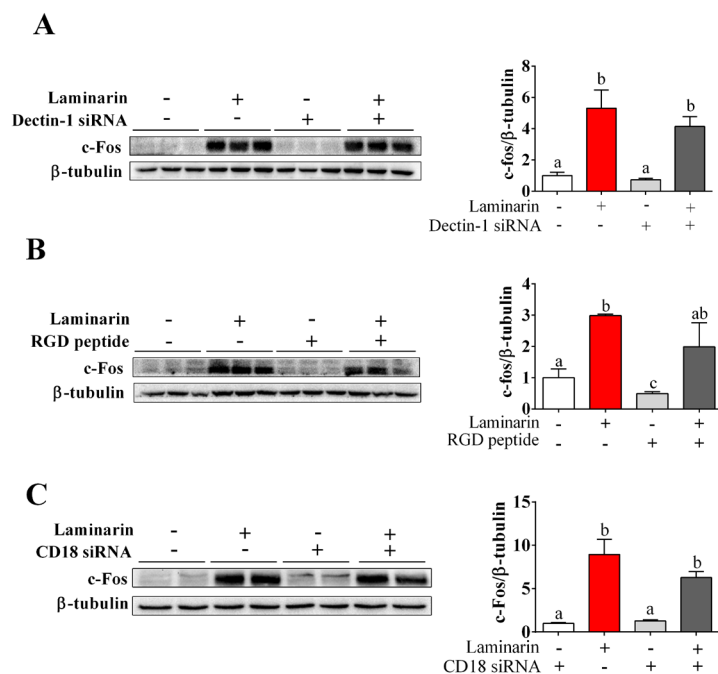 A
Laminarin - + - +
Dectin-1 siRNA - - + +
c-Fos
β-tubulin
c-fos/β-tubulin
8
6
4
2
0
a b a b
Laminarin - + - +
Dectin-1 siRNA - - + +
B
Laminarin - + - +
RGD peptide - - + +
c-Fos
β-tubulin
c-fos/β-tubulin
4
3
2
1
0
a b c ab
Laminarin - + - +
RGD peptide - - + +
C
Laminarin - + - +
CD18 siRNA - - + +
c-Fos
β-tubulin
c-Fos/β-tubulin
15
10
5
0
a b a b
Laminarin - + - +
CD18 siRNA + - + +